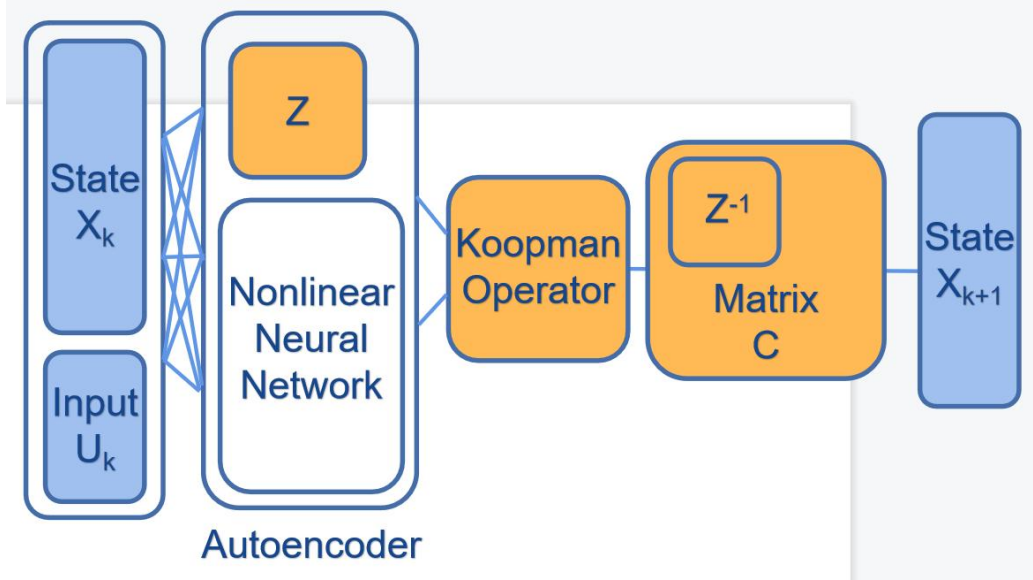 State
Xₖ
Input
Uₖ
Z
Nonlinear
Neural
Network
Autoencoder
Koopman
Operator
Z⁻¹
Matrix
C
State
Xₖ₊₁